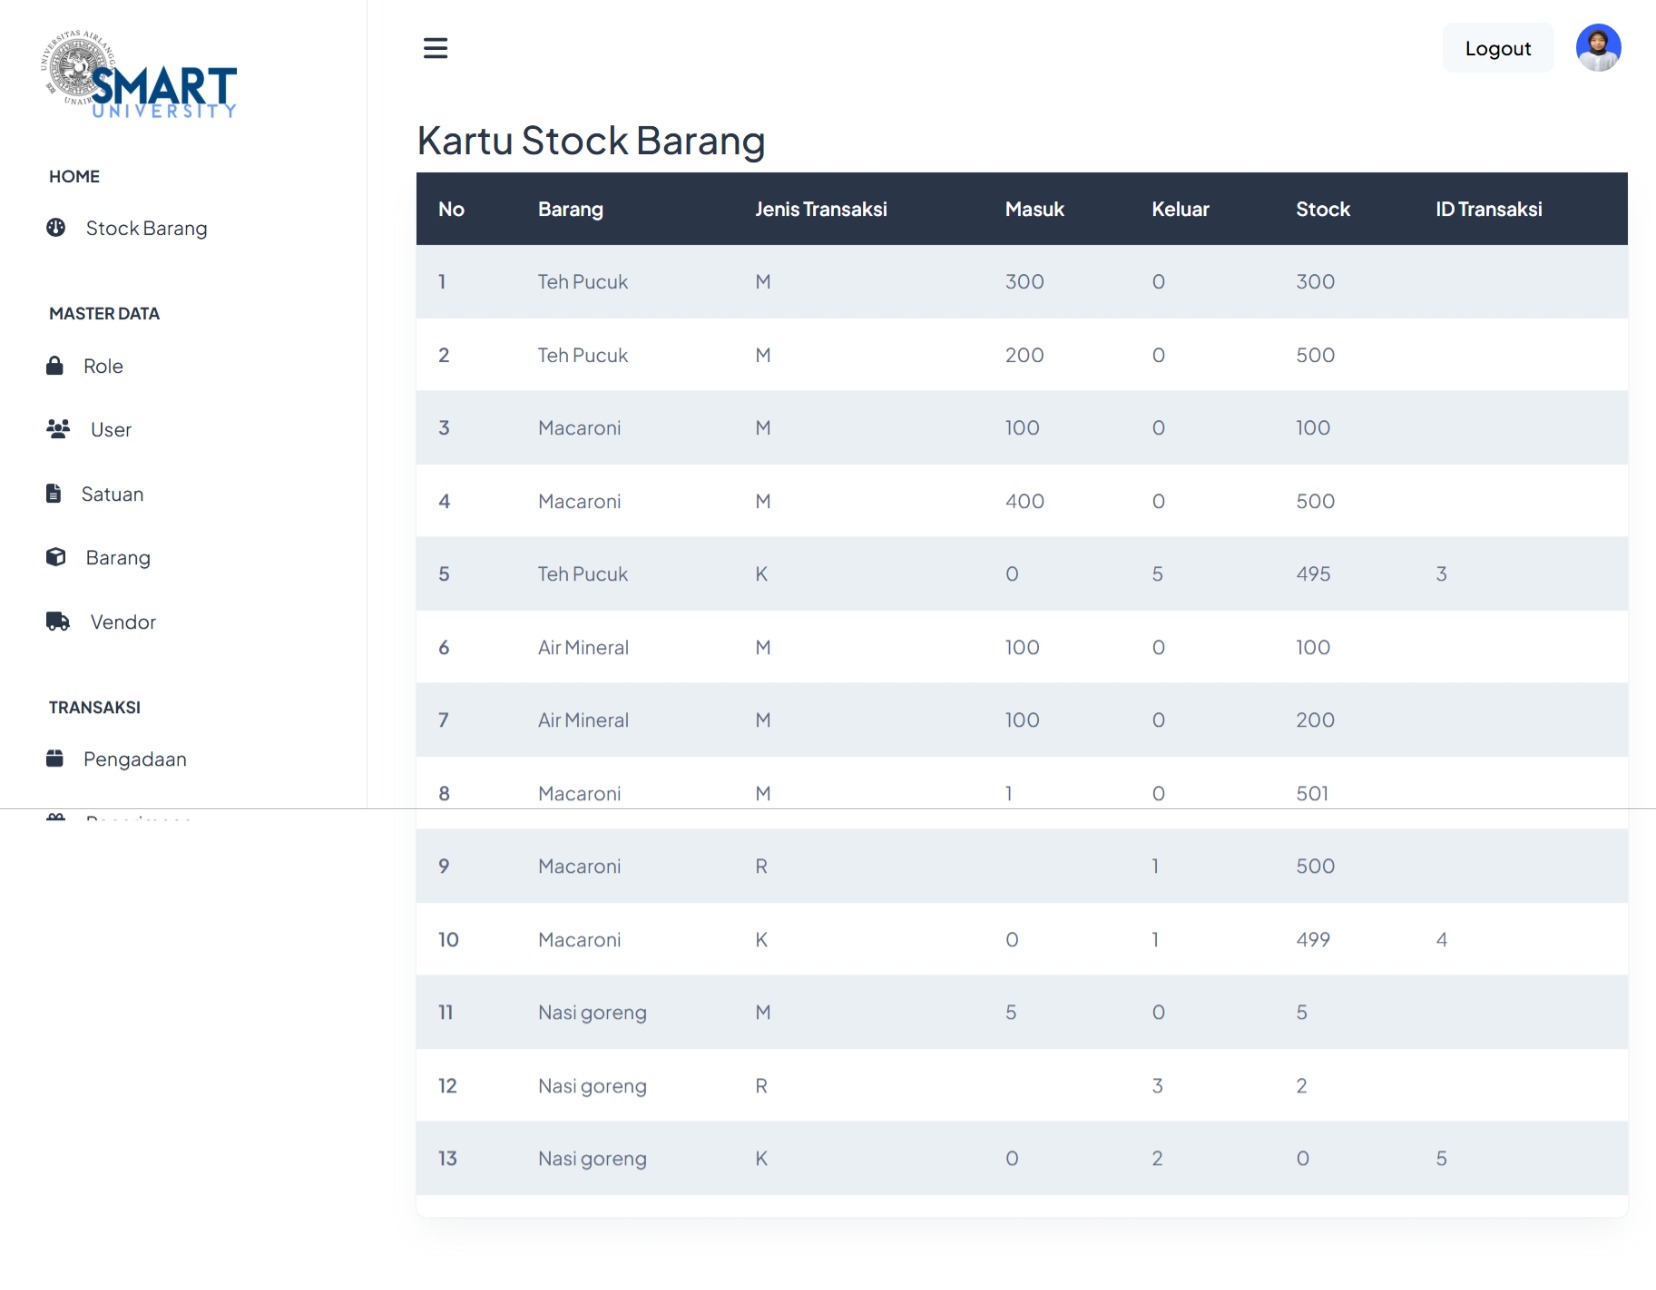 UNIVERSITAS AIRLANGGA
UNAIR
SMART
UNIVERSITY
Logout
HOME
Stock Barang
MASTER DATA
Role
User
Satuan
Barang
Vendor
TRANSAKSI
Pengadaan
Kartu Stock Barang
No Barang Jenis Transaksi Masuk Keluar Stock ID Transaksi
1 Teh Pucuk M 300 0 300
2 Teh Pucuk M 200 0 500
3 Macaroni M 100 0 100
4 Macaroni M 400 0 500
5 Teh Pucuk K 0 5 495 3
6 Air Mineral M 100 0 100
7 Air Mineral M 100 0 200
8 Macaroni M 1 0 501
9 Macaroni R 1 500
10 Macaroni K 0 1 499 4
11 Nasi goreng M 5 0 5
12 Nasi goreng R 3 2
13 Nasi goreng K 0 2 0 5